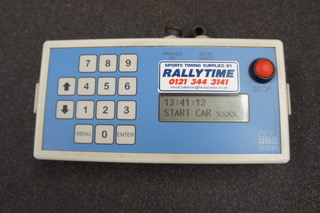 SPORTS TIMING SUPPLIED BY
RALLYTIME
0121 344 3141
7 8 9
4 5 6
1 2 3
MENU 0 ENTER
STOP
13:41:13
START CAR xxxx